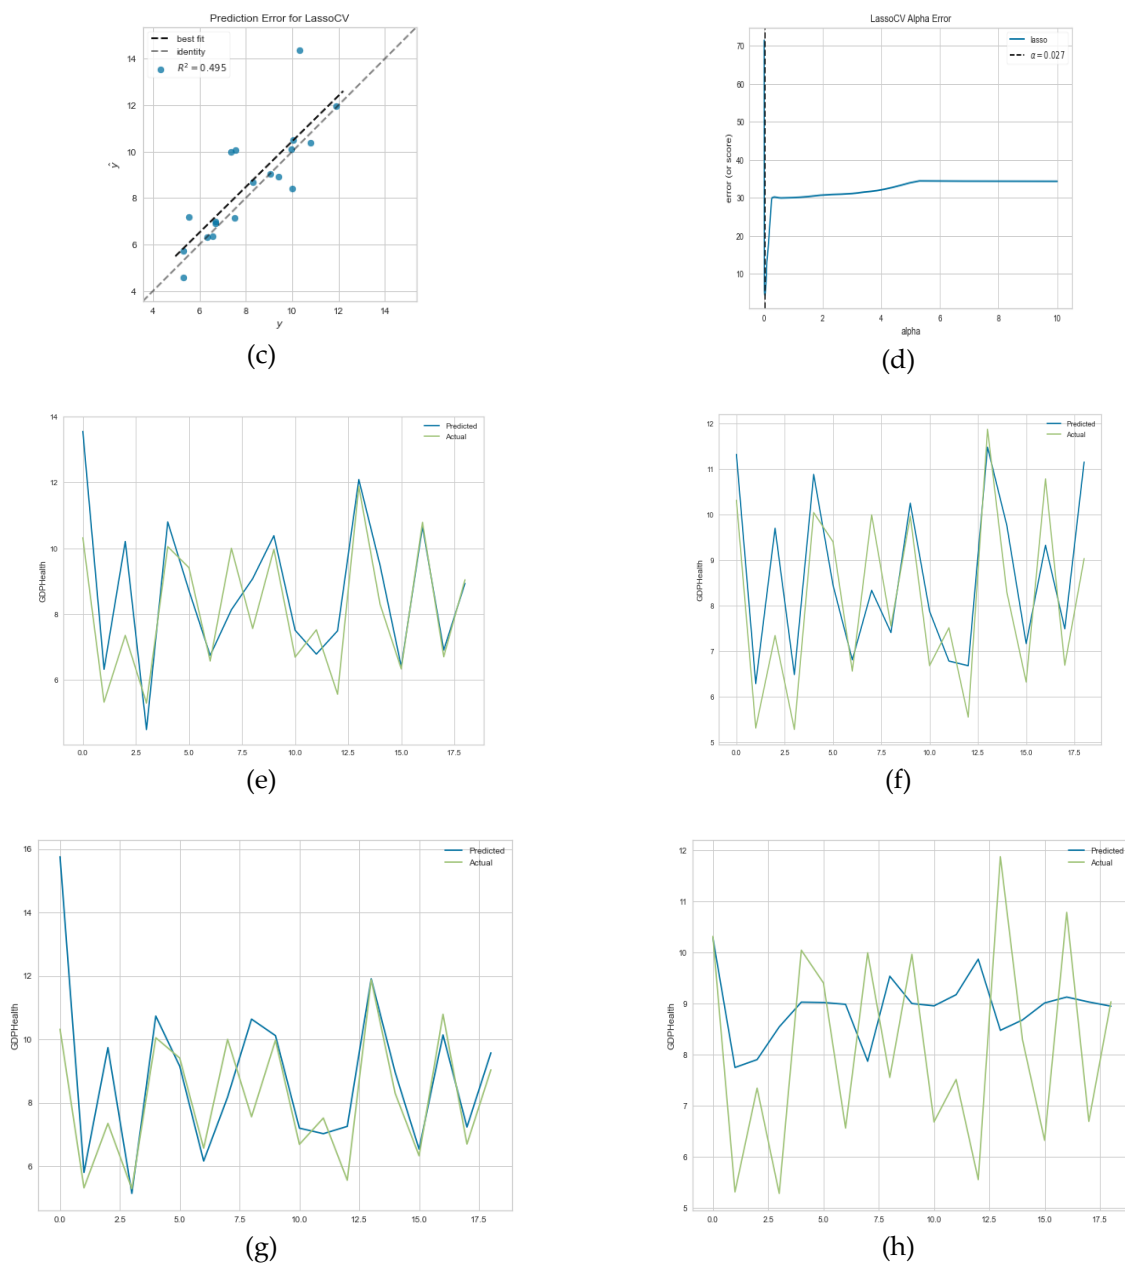 Prediction Error for LassoCV
best fit
identity
R² = 0.495
14
12
10
8
6
4
ŷ
4 6 8 10 12 14
y
(c)
LassoCV Alpha Error
lasso
α = 0.027
70
60
50
40
30
20
10
error (or score)
0 2 4 6 8 10
alpha
(d)
Predicted
Actual
14
12
10
8
6
GDPHealth
0.0 2.5 5.0 7.5 10.0 12.5 15.0 17.5
(e)
Predicted
Actual
12
11
10
9
8
7
6
5
GDPHealth
0.0 2.5 5.0 7.5 10.0 12.5 15.0 17.5
(f)
Predicted
Actual
16
14
12
10
8
6
GDPHealth
0.0 2.5 5.0 7.5 10.0 12.5 15.0 17.5
(g)
Predicted
Actual
12
11
10
9
8
7
6
5
GDPHealth
0.0 2.5 5.0 7.5 10.0 12.5 15.0 17.5
(h)